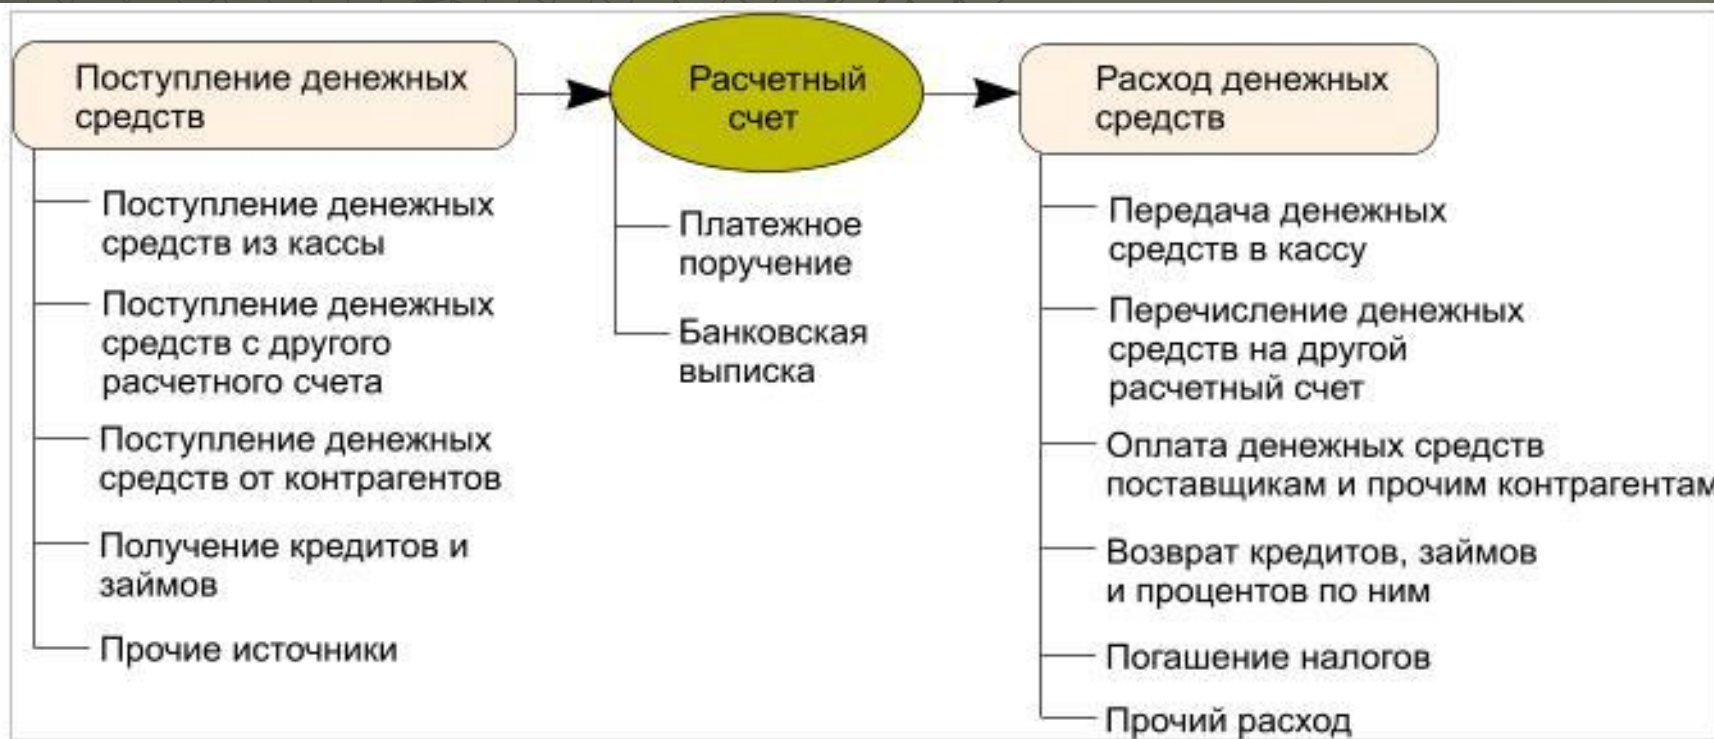 Поступление денежных
средств
Поступление денежных
средств из кассы
Поступление денежных
средств с другого
расчетного счета
Поступление денежных
средств от контрагентов
Получение кредитов и
займов
Прочие источники
Расчетный
счет
Платежное
поручение
Банковская
выписка
Расход денежных
средств
Передача денежных
средств в кассу
Перечисление денежных
средств на другой
расчетный счет
Оплата денежных средств
поставщикам и прочим контрагентам
Возврат кредитов, займов
и процентов по ним
Погашение налогов
Прочий расход